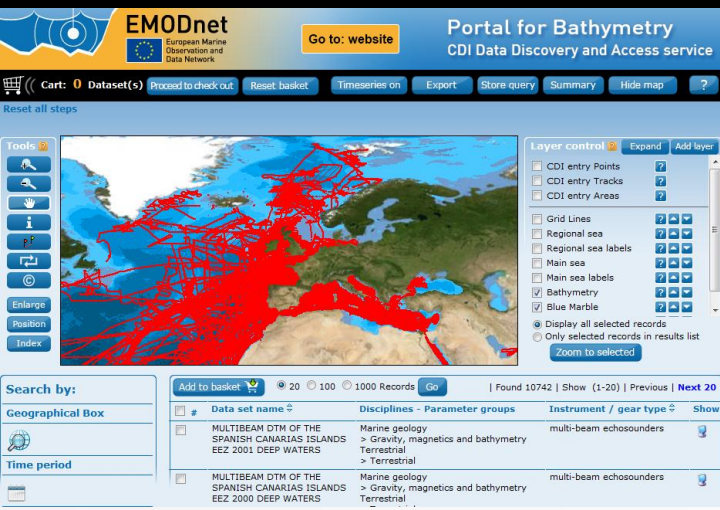 EMODnet
European Marine
Observation and
Data Network
Go to: website
Portal for Bathymetry
CDI Data Discovery and Access service
Cart: 0 Dataset(s) Proceed to check out Reset basket Timeseries on Export Store query Summary Hide map ?
Reset all steps
Tools
Layer control Expand Add layer
CDI entry Points ?
CDI entry Tracks ?
CDI entry Areas ?
Grid Lines ?
Regional sea ?
Regional sea labels ?
Main sea ?
Main sea labels ?
Bathymetry ?
Blue Marble ?
Display all selected records
Only selected records in results list
Zoom to selected
i
©
Enlarge
Position
Index
Search by:
Geographical Box
Time period
Add to basket 20 100 1000 Records Go | Found 10742 | Show (1-20) | Previous | Next 20
# Data set name Disciplines - Parameter groups Instrument / gear type Show
MULTIBEAM DTM OF THE
SPANISH CANARIAS ISLANDS
EEZ 2001 DEEP WATERS
Marine geology
> Gravity, magnetics and bathymetry
Terrestrial
> Terrestrial
multi-beam echosounders
MULTIBEAM DTM OF THE
SPANISH CANARIAS ISLANDS
EEZ 2000 DEEP WATERS
Marine geology
> Gravity, magnetics and bathymetry
Terrestrial
multi-beam echosounders